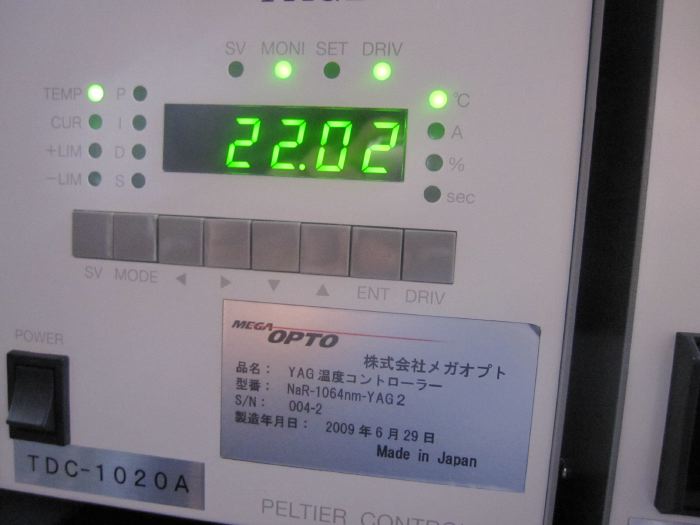 SV MONI SET DRIV
TEMP P
CUR I
+LIM D
-LIM S
22.02
℃
A
%
sec
SV MODE ◀ ▶ ▼ ▲ ENT DRIV
POWER
MEGA OPTO
株式会社メガオプト
品名: YAG 温度コントローラー
型番: NaR-1064nm-YAG2
S/N: 004-2
製造年月日: 2009年6月29日
Made in Japan
TDC-1020A
PELTIER